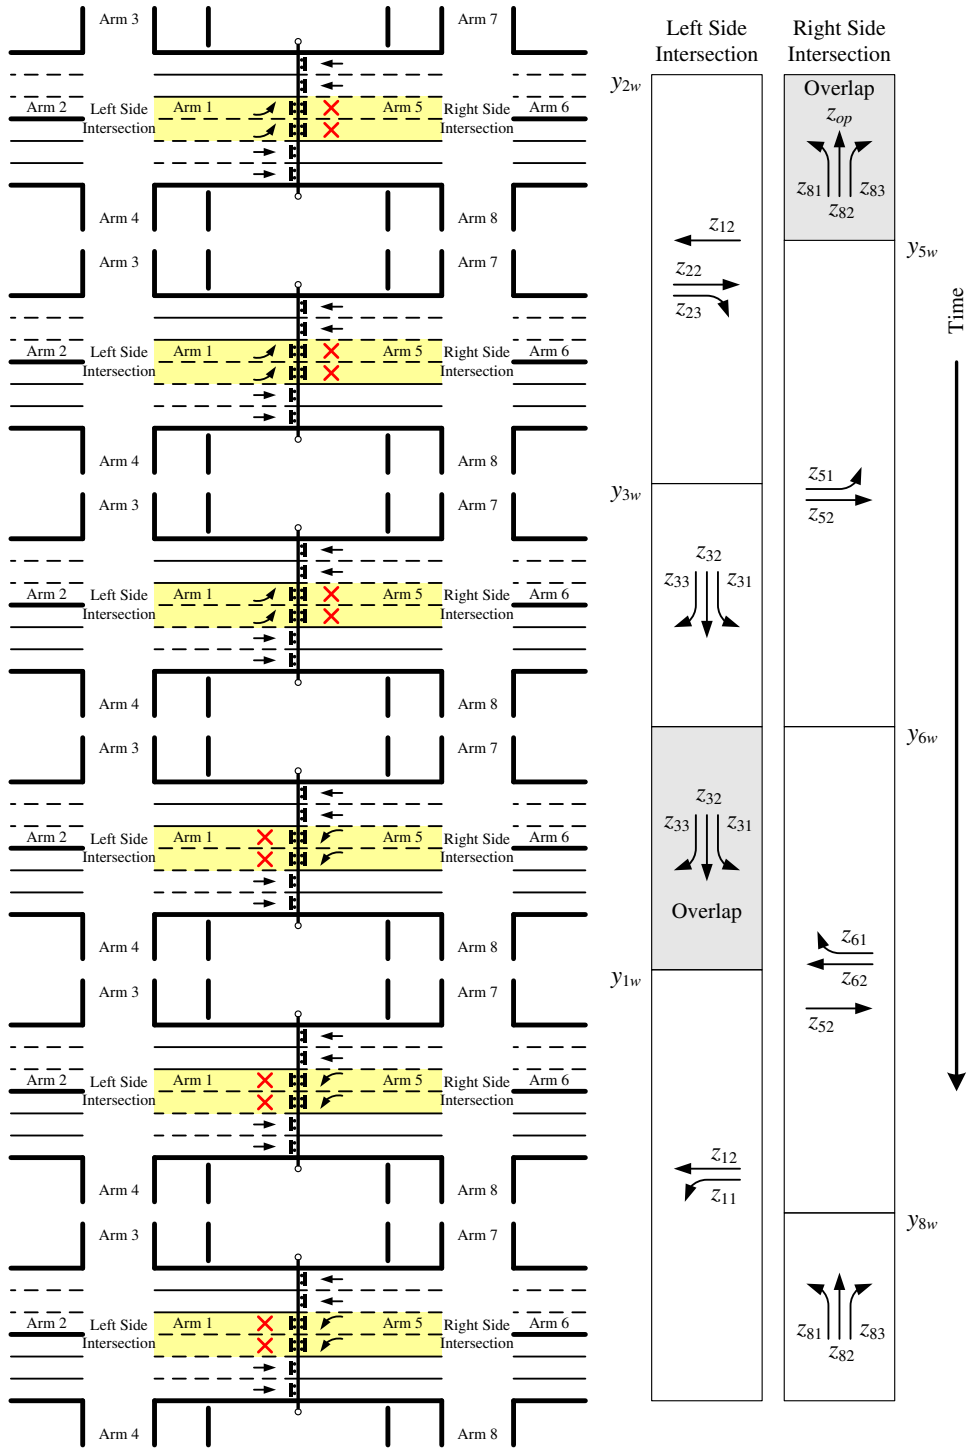 Arm 3
Arm 7
Arm 2
Left Side
Intersection
Arm 1
Arm 5
Right Side
Intersection
Arm 6
Arm 4
Arm 8
Arm 3
Arm 7
Arm 2
Left Side
Intersection
Arm 1
Arm 5
Right Side
Intersection
Arm 6
Arm 4
Arm 8
Arm 3
Arm 7
Arm 2
Left Side
Intersection
Arm 1
Arm 5
Right Side
Intersection
Arm 6
Arm 4
Arm 8
Arm 3
Arm 7
Arm 2
Left Side
Intersection
Arm 1
Arm 5
Right Side
Intersection
Arm 6
Arm 4
Arm 8
Arm 3
Arm 7
Arm 2
Left Side
Intersection
Arm 1
Arm 5
Right Side
Intersection
Arm 6
Arm 4
Arm 8
Arm 3
Arm 7
Arm 2
Left Side
Intersection
Arm 1
Arm 5
Right Side
Intersection
Arm 6
Arm 4
Arm 8
Left Side
Intersection
y2w
z12
z22
z23
y3w
z32
z33 z31
z32
z33 z31
Overlap
y1w
z12
z11
Right Side
Intersection
Overlap
zop
z81 z83
z82
y5w
z51
z52
y6w
z61
z62
z52
y8w
z81 z83
z82
Time